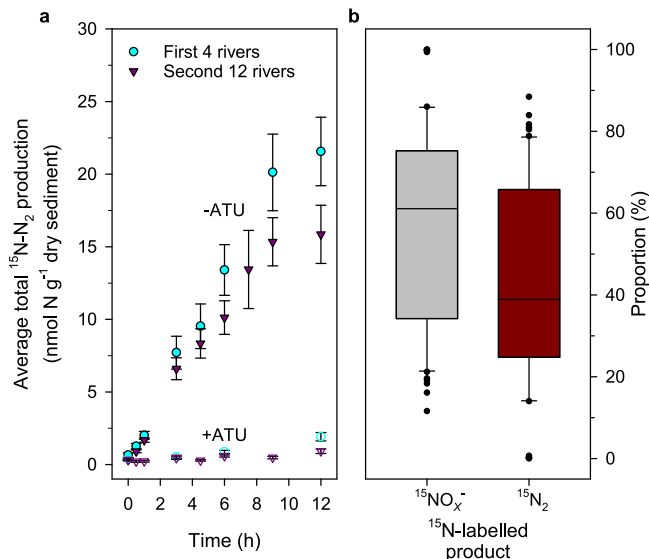 a
b
30
25
20
15
10
5
0
Average total ¹⁵N-N₂ production
(nmol N g⁻¹ dry sediment)
First 4 rivers
Second 12 rivers
-ATU
+ATU
0 2 4 6 8 10 12
Time (h)
100
80
60
40
20
0
Proportion (%)
¹⁵NOₓ⁻ ¹⁵N₂
¹⁵N-labelled
product